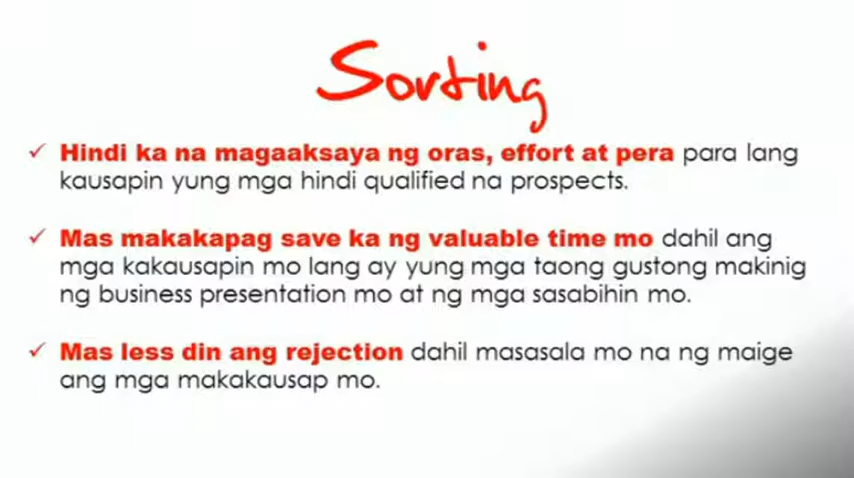 Sorting
✓ Hindi ka na magaaksaya ng oras, effort at pera para lang
kausapin yung mga hindi qualified na prospects.
✓ Mas makakapag save ka ng valuable time mo dahil ang
mga kakausapin mo lang ay yung mga taong gustong makinig
ng business presentation mo at ng mga sasabihin mo.
✓ Mas less din ang rejection dahil masasala mo na ng maige
ang mga makakausap mo.